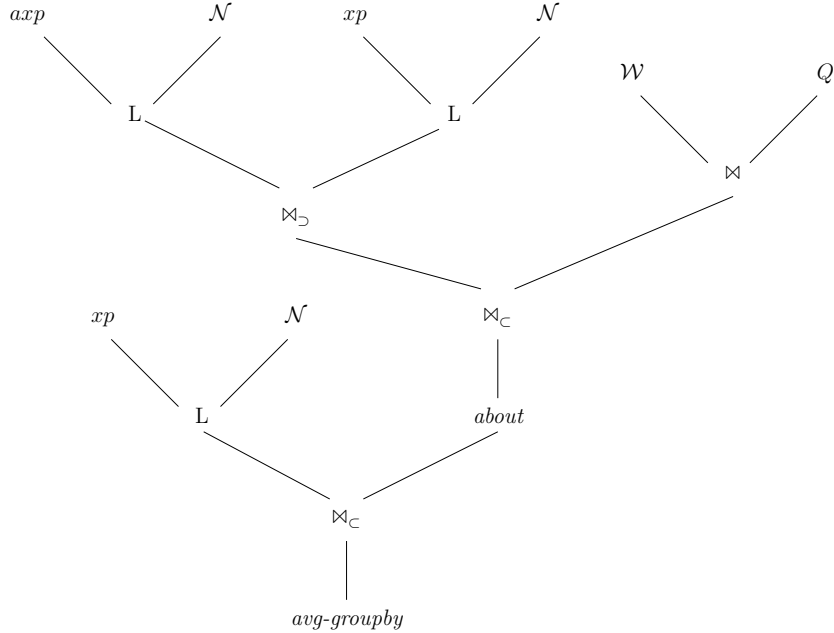 axp 𝒩 xp 𝒩
𝒲 Q
L L
⋈
⋈⊃
xp 𝒩 ⋈⊂
L about
⋈⊂
avg-groupby